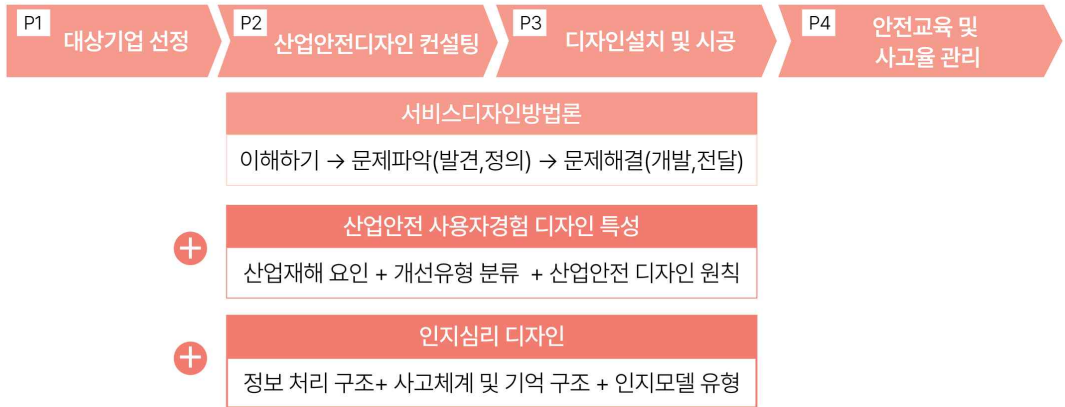 P1
대상기업 선정
P2
산업안전디자인 컨설팅
P3
디자인설치 및 시공
P4
안전교육 및
사고율 관리
서비스디자인방법론
이해하기 → 문제파악(발견,정의) → 문제해결(개발,전달)
+
산업안전 사용자경험 디자인 특성
산업재해 요인 + 개선유형 분류 + 산업안전 디자인 원칙
+
인지심리 디자인
정보 처리 구조+ 사고체계 및 기억 구조 + 인지모델 유형